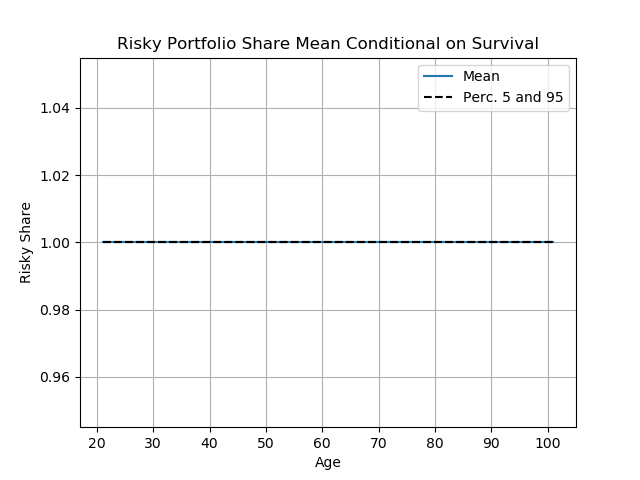 Risky Portfolio Share Mean Conditional on Survival
Mean
Perc. 5 and 95
1.04
1.02
1.00
0.98
0.96
Risky Share
20 30 40 50 60 70 80 90 100
Age